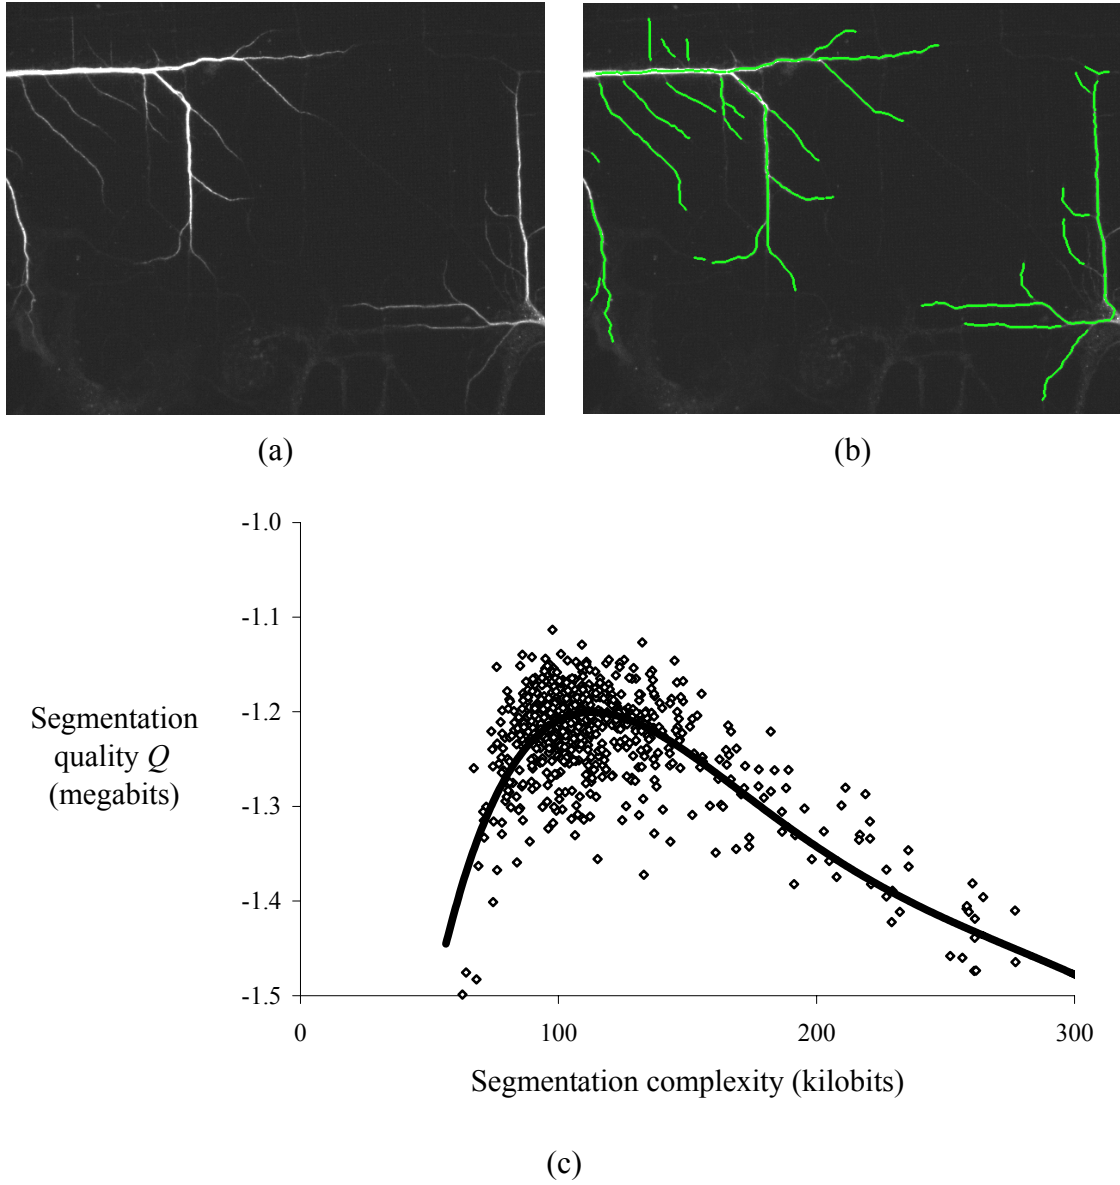 (a)
(b)
-1.0
-1.1
-1.2
-1.3
-1.4
-1.5
Segmentation
quality Q
(megabits)
0
100
200
300
Segmentation complexity (kilobits)
(c)